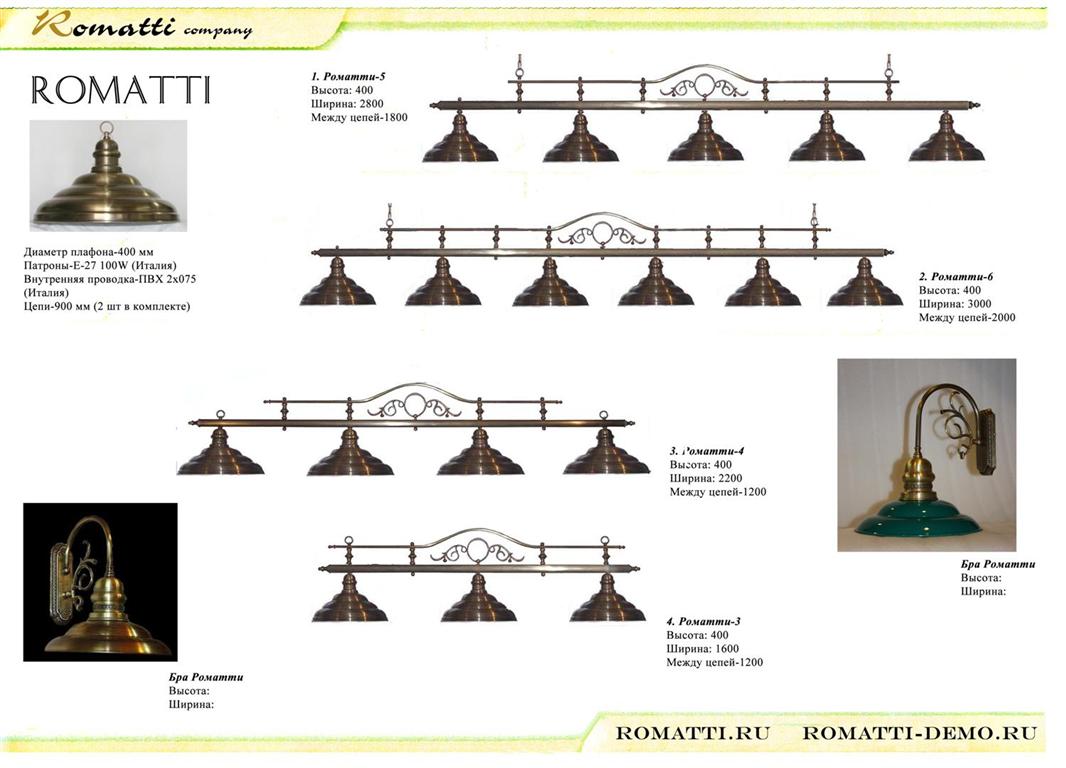 Romatti company
ROMATTI
Диаметр плафона-400 мм
Патроны-Е-27 100W (Италия)
Внутренняя проводка-ПВХ 2х075
(Италия)
Цепи-900 мм (2 шт в комплекте)
1. Роматти-5
Высота: 400
Ширина: 2800
Между цепей-1800
2. Роматти-6
Высота: 400
Ширина: 3000
Между цепей-2000
3. Роматти-4
Высота: 400
Ширина: 2200
Между цепей-1200
Бра Роматти
Высота:
Ширина:
4. Роматти-3
Высота: 400
Ширина: 1600
Между цепей-1200
Бра Роматти
Высота:
Ширина:
ROMATTI.RU ROMATTI-DEMO.RU